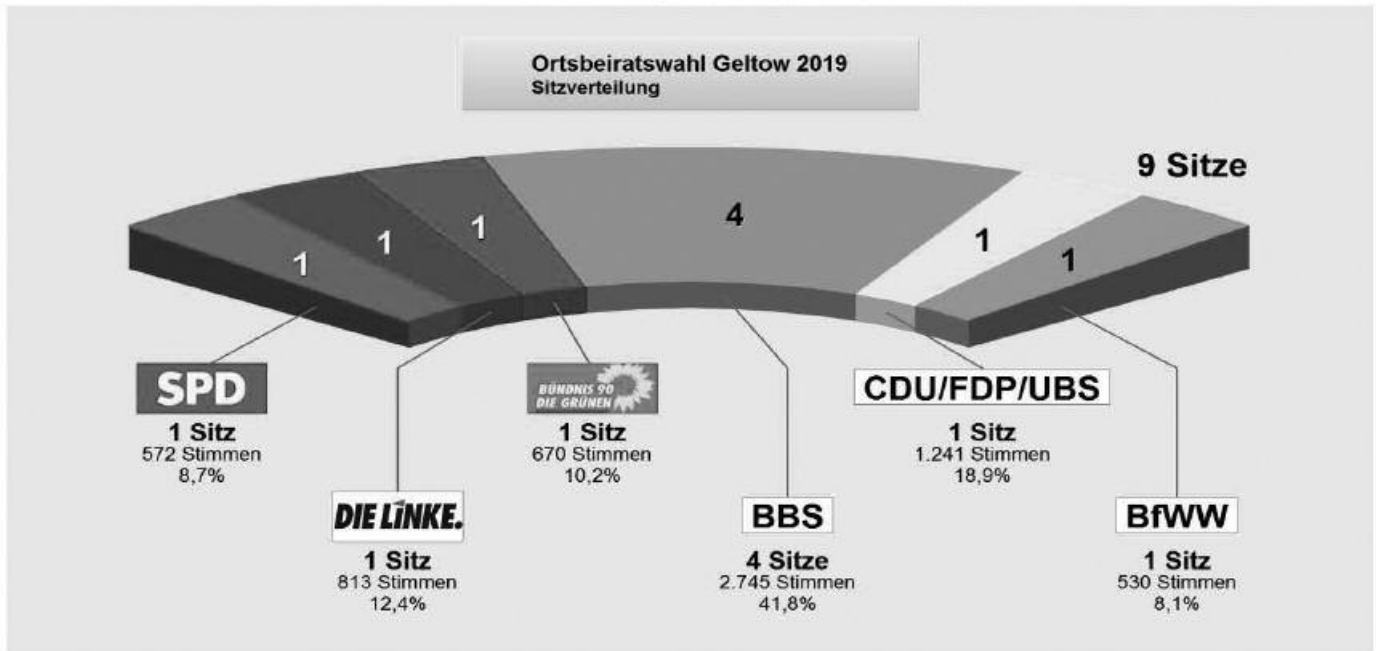 Ortsbeiratswahl Geltow 2019
Sitzverteilung
9 Sitze
1
1
1
4
1
1
SPD
1 Sitz
572 Stimmen
8,7%
DIE LINKE.
1 Sitz
813 Stimmen
12,4%
BÜNDNIS 90
DIE GRÜNEN
1 Sitz
670 Stimmen
10,2%
BBS
4 Sitze
2.745 Stimmen
41,8%
CDU/FDP/UBS
1 Sitz
1.241 Stimmen
18,9%
BfWW
1 Sitz
530 Stimmen
8,1%